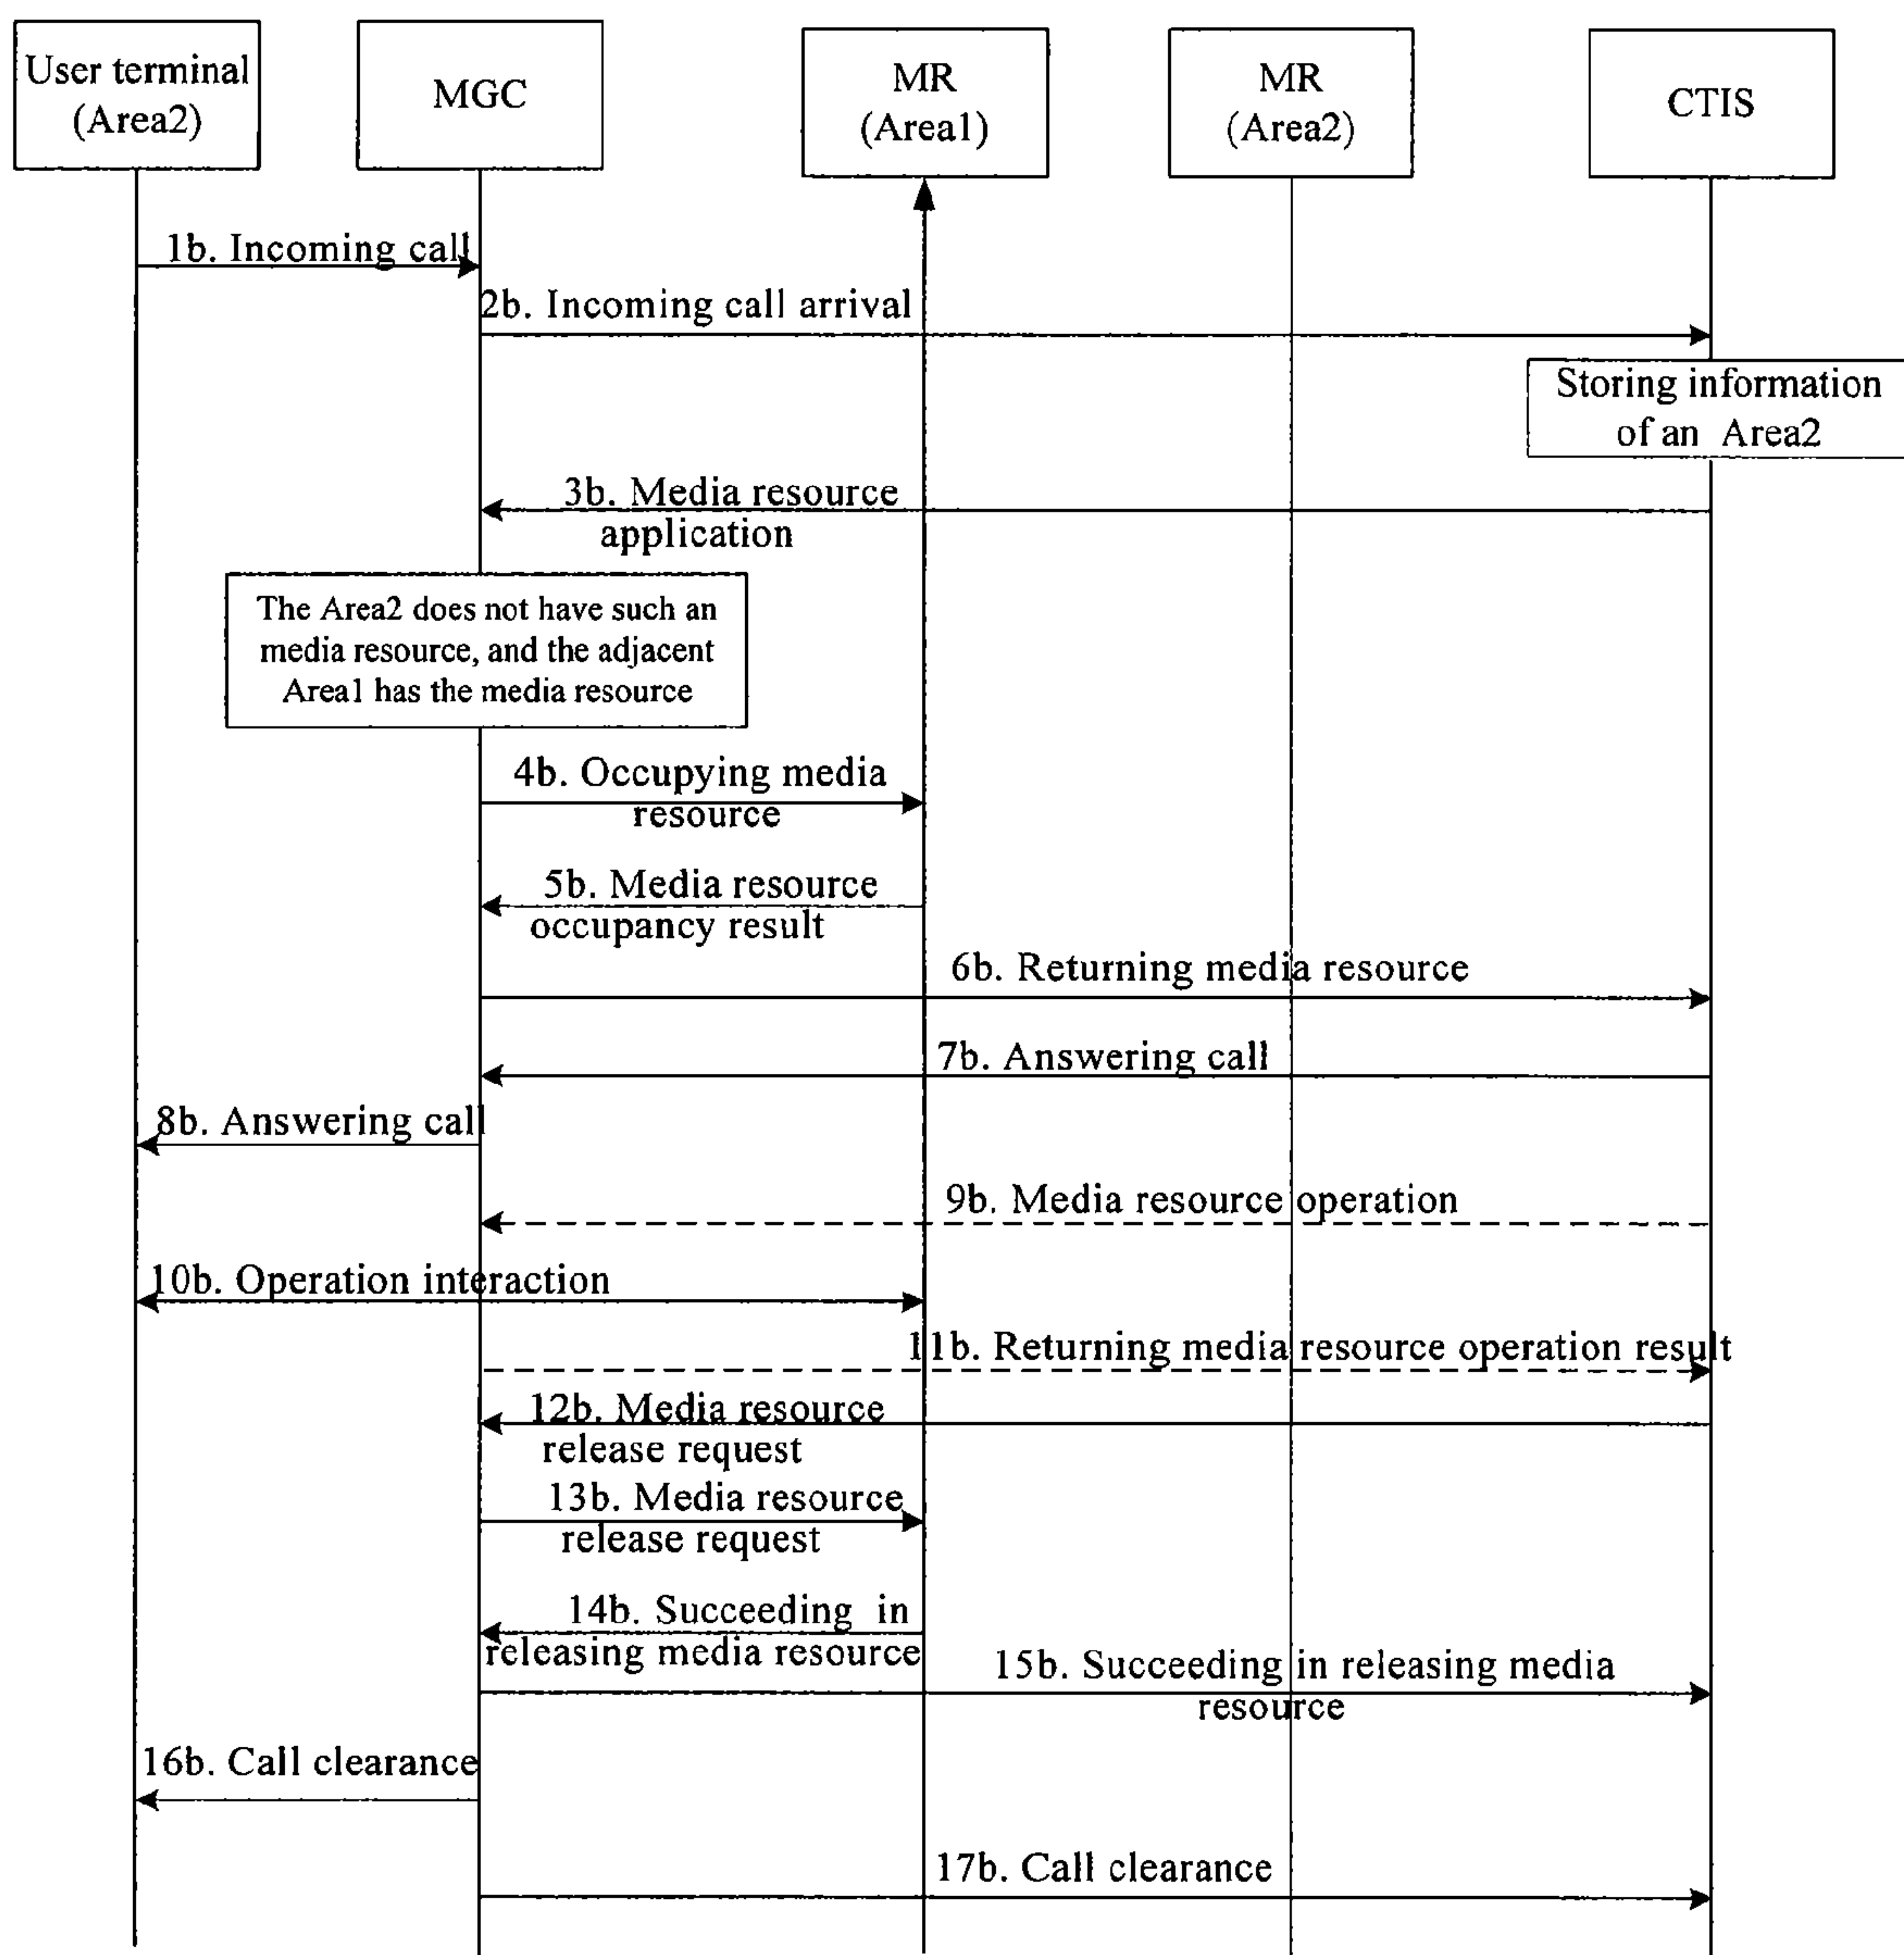 User terminal
(Area2)
MGC
MR
(Area1)
MR
(Area2)
CTIS
1b. Incoming call
2b. Incoming call arrival
Storing information
of an Area2
3b. Media resource
application
The Area2 does not have such an
media resource, and the adjacent
Area1 has the media resource
4b. Occupying media
resource
5b. Media resource
occupancy result
6b. Returning media resource
7b. Answering call
8b. Answering call
9b. Media resource operation
10b. Operation interaction
11b. Returning media resource operation result
12b. Media resource
release request
13b. Media resource
release request
14b. Succeeding in
releasing media resource
15b. Succeeding in releasing media
resource
16b. Call clearance
17b. Call clearance